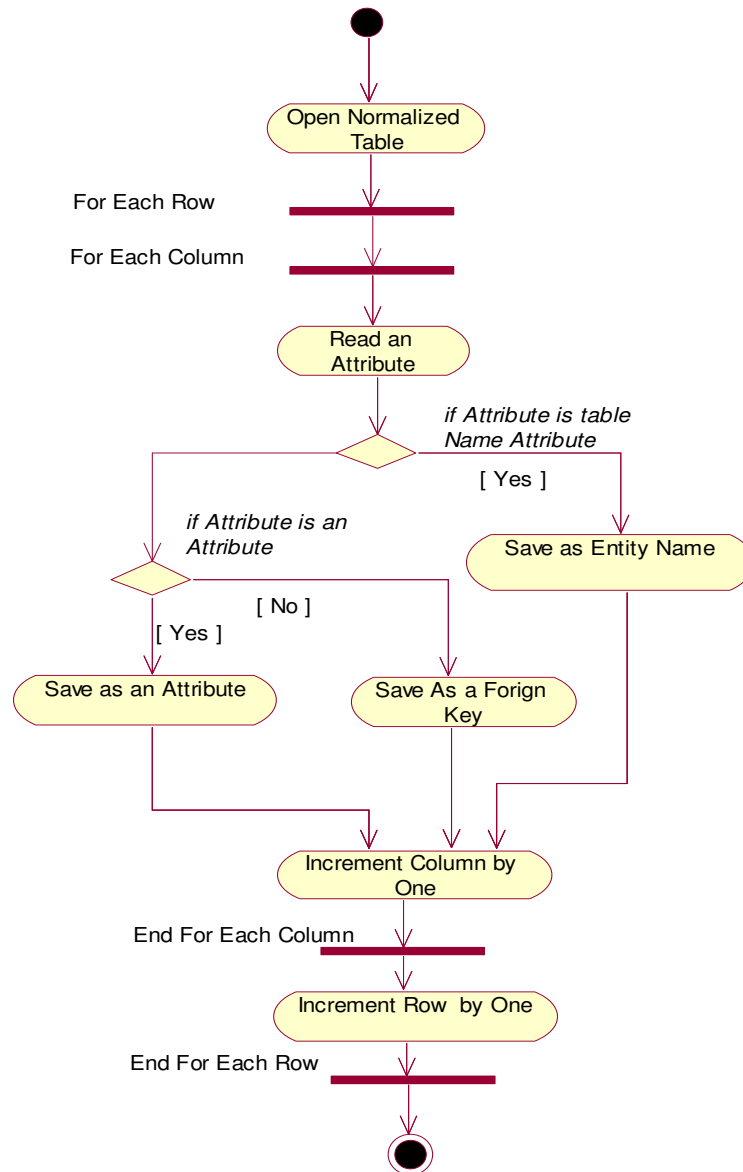 Open Normalized
Table
For Each Row
For Each Column
Read an
Attribute
if Attribute is table
Name Attribute
[ Yes ]
if Attribute is an
Attribute
Save as Entity Name
[ No ]
[ Yes ]
Save as an Attribute
Save As a Forign
Key
Increment Column by
One
End For Each Column
Increment Row by One
End For Each Row